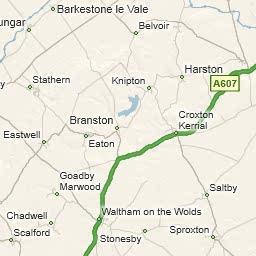 Barkestone le Vale
ungar
Belvoir
Harston
Stathern
Knipton
A607
Branston
Croxton
Kerrial
Eastwell
Eaton
Goadby
Marwood
Saltby
Chadwell
Waltham on the Wolds
Scalford
Stonesby
Sproxton